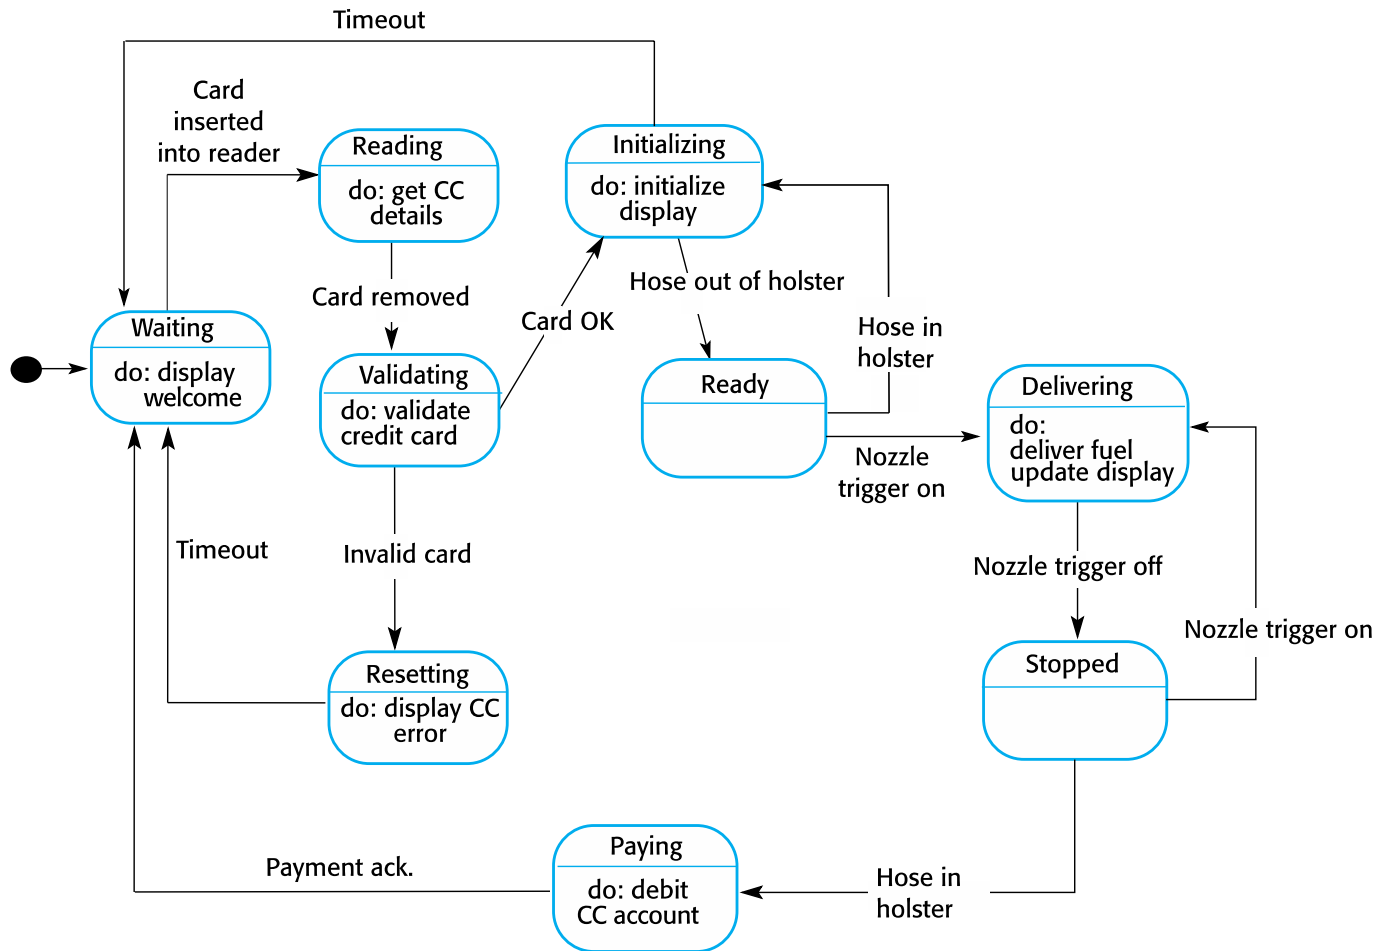 Timeout
Card
inserted
into reader
Reading
do: get CC
details
Initializing
do: initialize
display
Hose out of holster
Card removed
Card OK
Hose in
holster
Waiting
do: display
welcome
Validating
do: validate
credit card
Ready
Delivering
do:
deliver fuel
update display
Nozzle
trigger on
Timeout
Invalid card
Nozzle trigger off
Nozzle trigger on
Resetting
do: display CC
error
Stopped
Paying
do: debit
CC account
Payment ack.
Hose in
holster